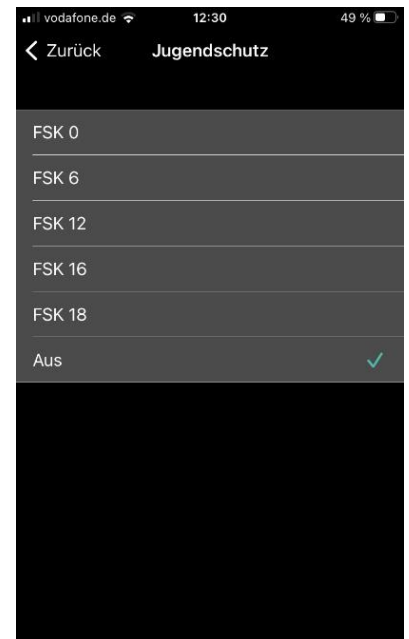 vodafone.de 12:30 49 %
Zurück Jugendschutz
FSK 0
FSK 6
FSK 12
FSK 16
FSK 18
Aus